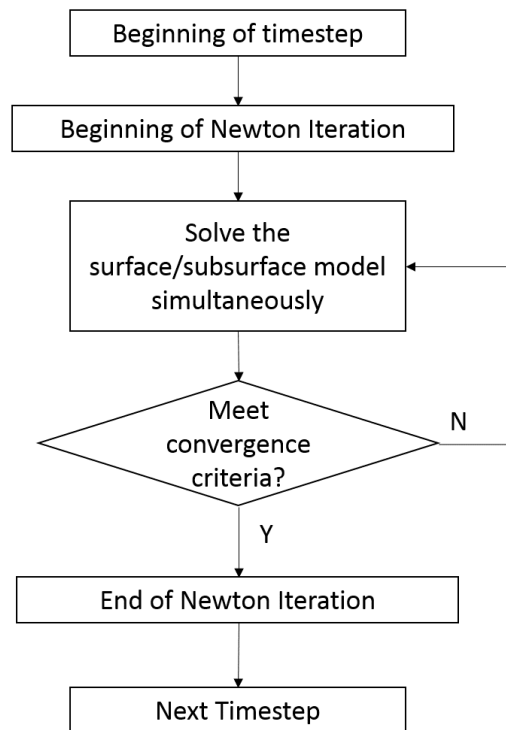 Beginning of timestep
Beginning of Newton Iteration
Solve the
surface/subsurface model
simultaneously
Meet
convergence
criteria?
N
Y
End of Newton Iteration
Next Timestep